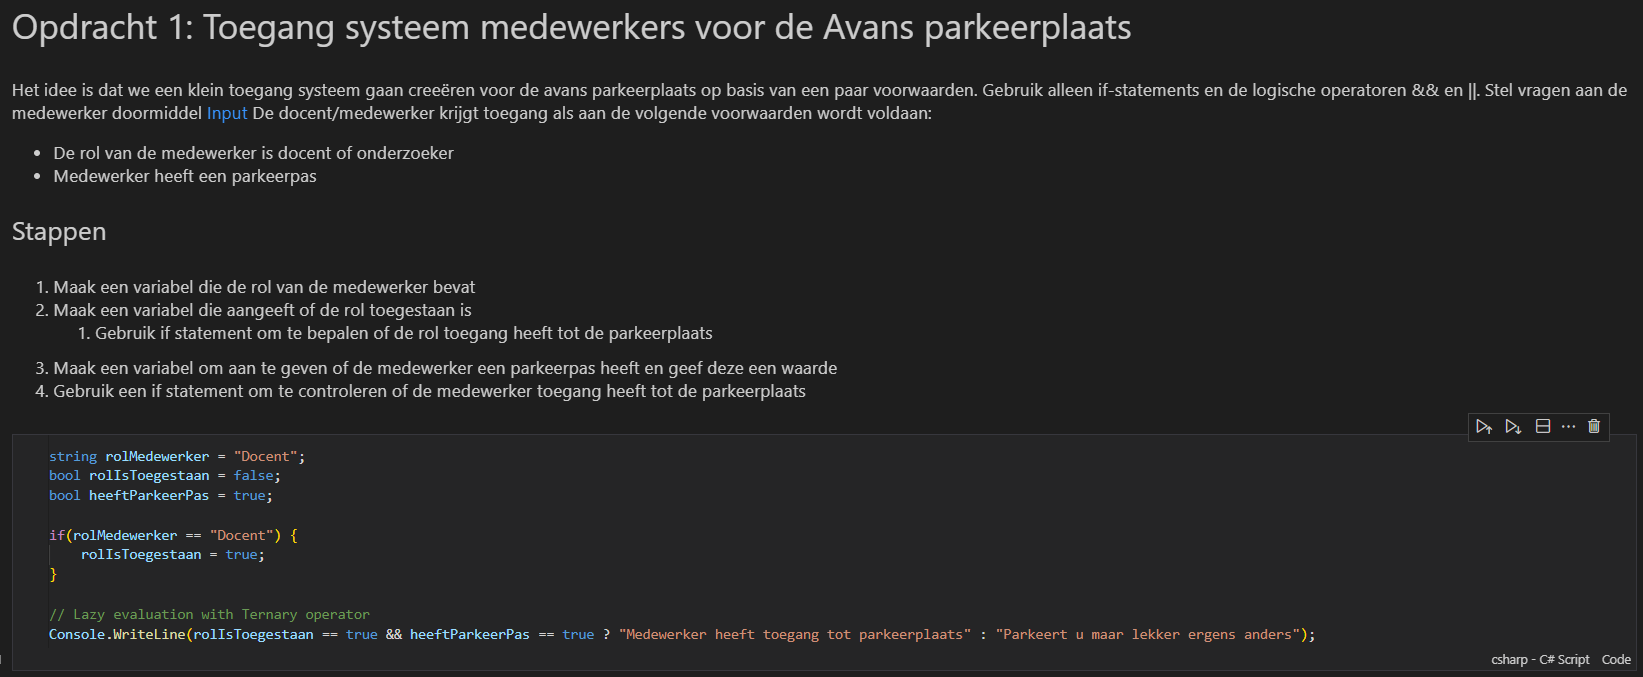 Opdracht 1: Toegang systeem medewerkers voor de Avans parkeerplaats
Het idee is dat we een klein toegang systeem gaan creeëren voor de avans parkeerplaats op basis van een paar voorwaarden. Gebruik alleen if-statements en de logische operatoren && en ||. Stel vragen aan de
medewerker doormiddel Input De docent/medewerker krijgt toegang als aan de volgende voorwaarden wordt voldaan:
• De rol van de medewerker is docent of onderzoeker
• Medewerker heeft een parkeerpas
Stappen
1. Maak een variabel die de rol van de medewerker bevat
2. Maak een variabel die aangeeft of de rol toegestaan is
1. Gebruik if statement om te bepalen of de rol toegang heeft tot de parkeerplaats
3. Maak een variabel om aan te geven of de medewerker een parkeerpas heeft en geef deze een waarde
4. Gebruik een if statement om te controleren of de medewerker toegang heeft tot de parkeerplaats
string rolMedewerker = "Docent";
bool rolIsToegestaan = false;
bool heeftParkeerPas = true;
if(rolMedewerker == "Docent") {
rolIsToegestaan = true;
}
// Lazy evaluation with Ternary operator
Console.WriteLine(rolIsToegestaan == true && heeftParkeerPas == true ? "Medewerker heeft toegang tot parkeerplaats" : "Parkeert u maar lekker ergens anders");
csharp - C# Script Code